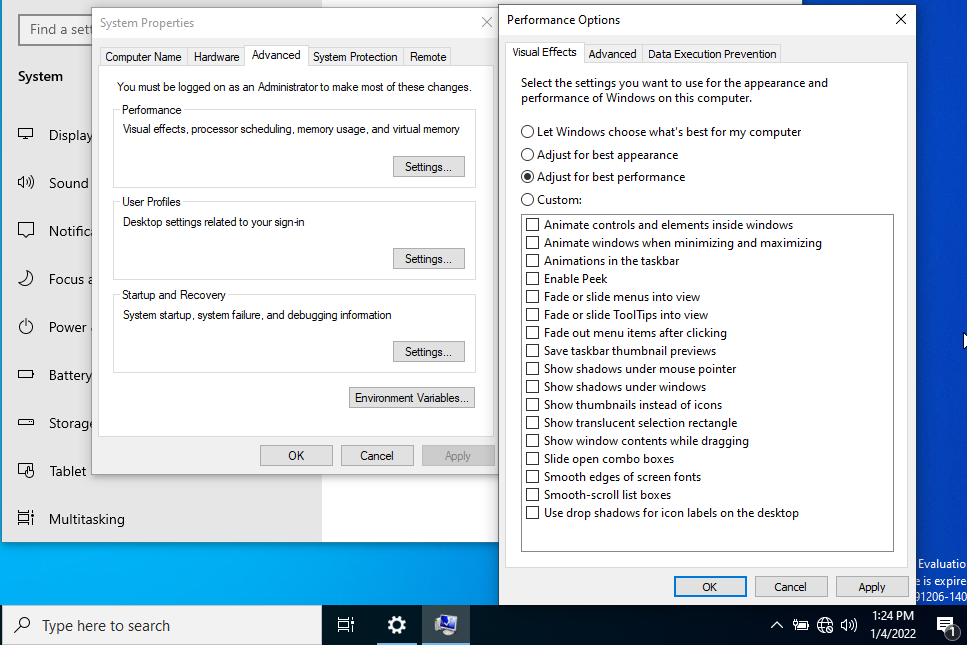 Find a sett
System
Display
Sound
Notific
Focus a
Power
Battery
Storage
Tablet
Multitasking
System Properties
Computer Name
Hardware
Advanced
System Protection
Remote
You must be logged on as an Administrator to make most of these changes.
Performance
Visual effects, processor scheduling, memory usage, and virtual memory
Settings...
User Profiles
Desktop settings related to your sign-in
Settings...
Startup and Recovery
System startup, system failure, and debugging information
Settings...
Environment Variables...
OK
Cancel
Apply
Performance Options
Visual Effects
Advanced
Data Execution Prevention
Select the settings you want to use for the appearance and
performance of Windows on this computer.
Let Windows choose what's best for my computer
Adjust for best appearance
Adjust for best performance
Custom:
Animate controls and elements inside windows
Animate windows when minimizing and maximizing
Animations in the taskbar
Enable Peek
Fade or slide menus into view
Fade or slide ToolTips into view
Fade out menu items after clicking
Save taskbar thumbnail previews
Show shadows under mouse pointer
Show shadows under windows
Show thumbnails instead of icons
Show translucent selection rectangle
Show window contents while dragging
Slide open combo boxes
Smooth edges of screen fonts
Smooth-scroll list boxes
Use drop shadows for icon labels on the desktop
OK
Cancel
Apply
Evaluatio
e is expire
91206-140
Type here to search
1:24 PM
1/4/2022
1